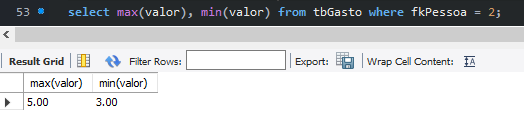 53 select max(valor), min(valor) from tbGasto where fkPessoa = 2;
Result Grid Filter Rows: Export: Wrap Cell Content:
max(valor) min(valor)
5.00 3.00